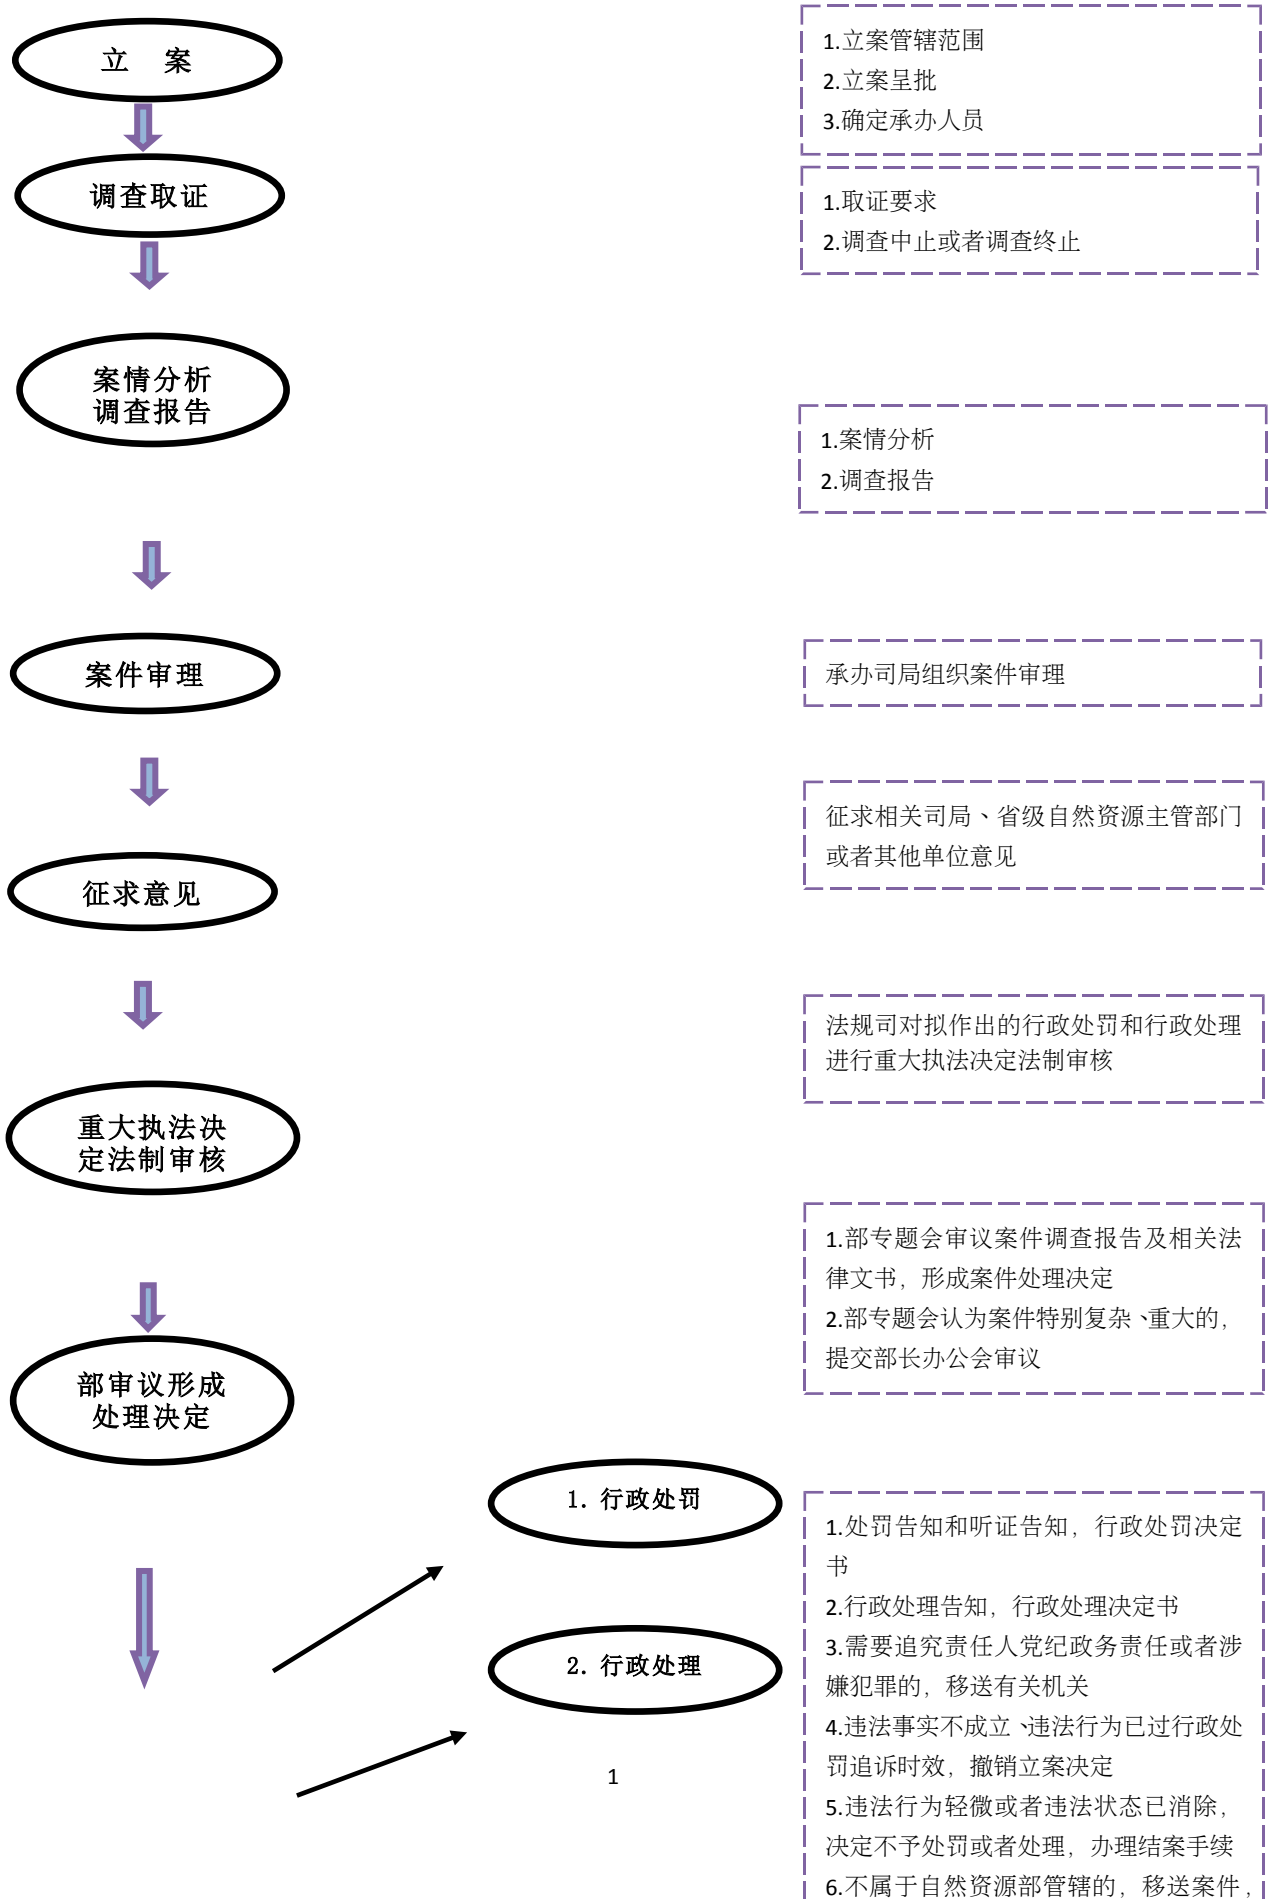 立 案
1.立案管辖范围
2.立案呈批
3.确定承办人员
调查取证
1.取证要求
2.调查中止或者调查终止
案情分析
调查报告
1.案情分析
2.调查报告
案件审理
承办司局组织案件审理
征求意见
征求相关司局、省级自然资源主管部门
或者其他单位意见
重大执法决
定法制审核
法规司对拟作出的行政处罚和行政处理
进行重大执法决定法制审核
部审议形成
处理决定
1.部专题会审议案件调查报告及相关法
律文书，形成案件处理决定
2.部专题会认为案件特别复杂、重大的，
提交部长办公会审议
1. 行政处罚
2. 行政处理
1.处罚告知和听证告知，行政处罚决定
书
2.行政处理告知，行政处理决定书
3.需要追究责任人党纪政务责任或者涉
嫌犯罪的，移送有关机关
4.违法事实不成立、违法行为已过行政处
罚追诉时效，撤销立案决定
5.违法行为轻微或者违法状态已消除，
决定不予处罚或者处理，办理结案手续
6.不属于自然资源部管辖的，移送案件，
1